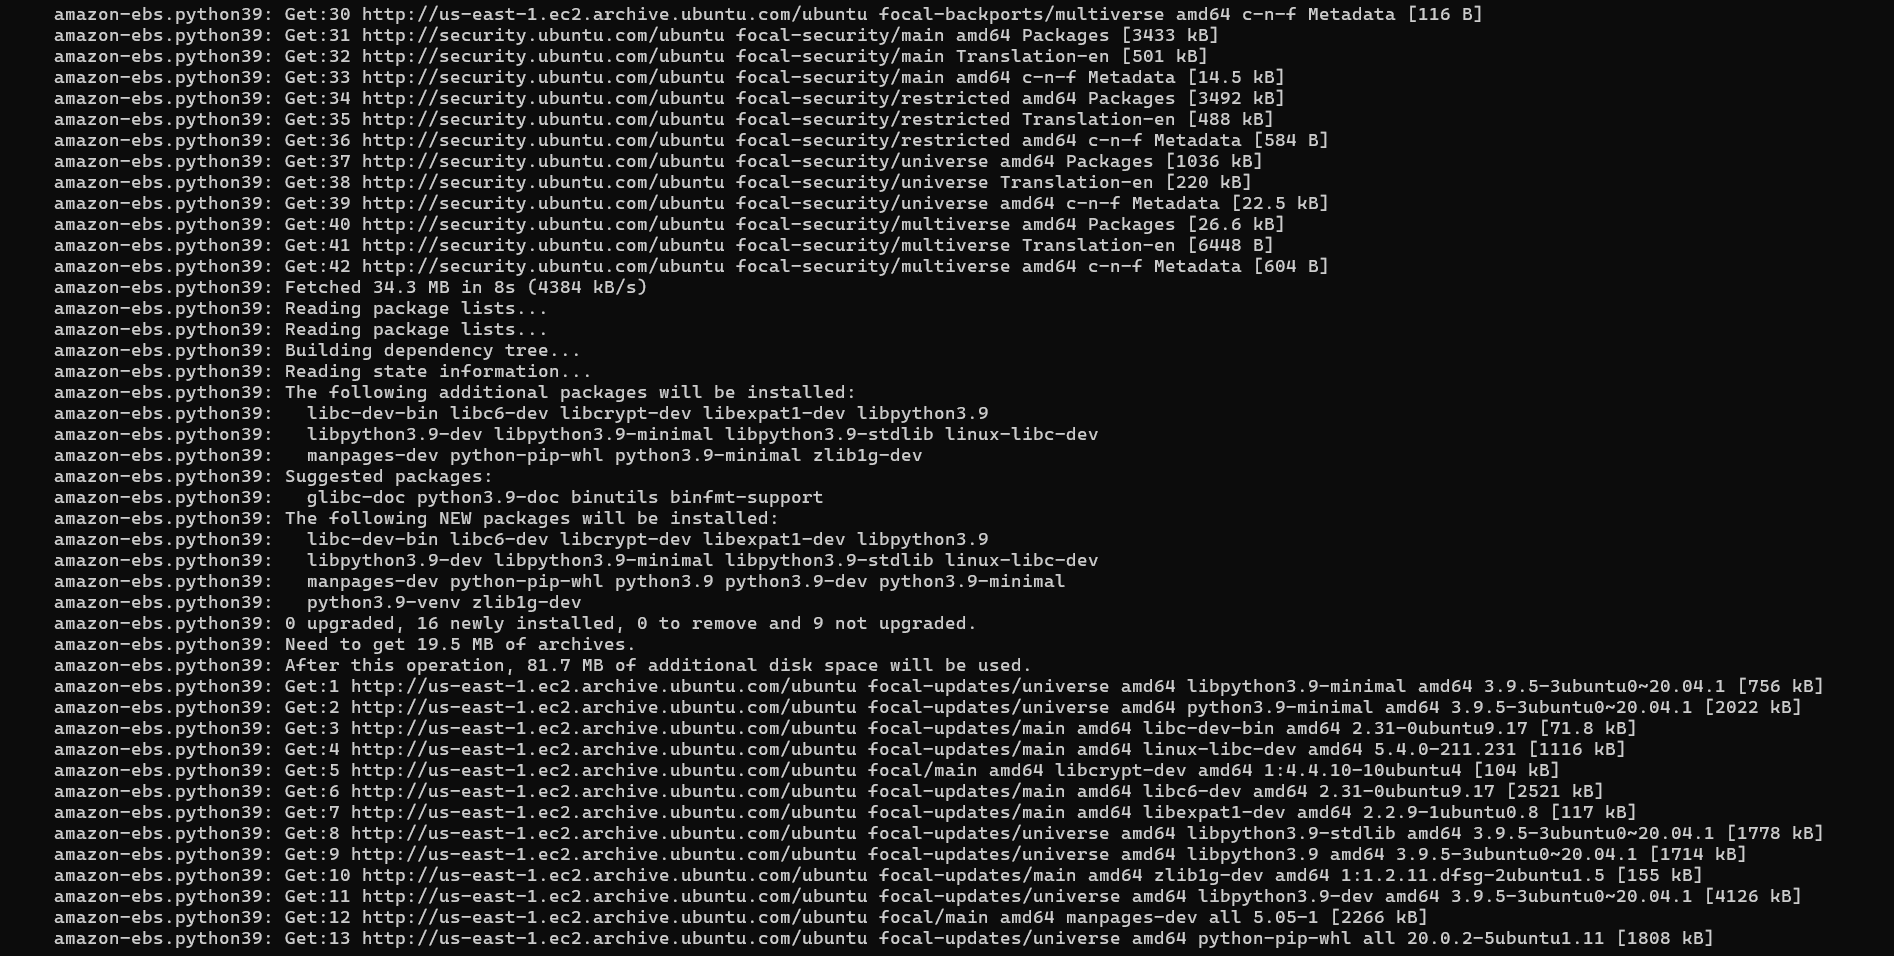 amazon-ebs.python39: Get:30 http://us-east-1.ec2.archive.ubuntu.com/ubuntu focal-backports/multiverse amd64 c-n-f Metadata [116 B]
amazon-ebs.python39: Get:31 http://security.ubuntu.com/ubuntu focal-security/main amd64 Packages [3433 kB]
amazon-ebs.python39: Get:32 http://security.ubuntu.com/ubuntu focal-security/main Translation-en [501 kB]
amazon-ebs.python39: Get:33 http://security.ubuntu.com/ubuntu focal-security/main amd64 c-n-f Metadata [14.5 kB]
amazon-ebs.python39: Get:34 http://security.ubuntu.com/ubuntu focal-security/restricted amd64 Packages [3492 kB]
amazon-ebs.python39: Get:35 http://security.ubuntu.com/ubuntu focal-security/restricted Translation-en [488 kB]
amazon-ebs.python39: Get:36 http://security.ubuntu.com/ubuntu focal-security/restricted amd64 c-n-f Metadata [584 B]
amazon-ebs.python39: Get:37 http://security.ubuntu.com/ubuntu focal-security/universe amd64 Packages [1036 kB]
amazon-ebs.python39: Get:38 http://security.ubuntu.com/ubuntu focal-security/universe Translation-en [220 kB]
amazon-ebs.python39: Get:39 http://security.ubuntu.com/ubuntu focal-security/universe amd64 c-n-f Metadata [22.5 kB]
amazon-ebs.python39: Get:40 http://security.ubuntu.com/ubuntu focal-security/multiverse amd64 Packages [26.6 kB]
amazon-ebs.python39: Get:41 http://security.ubuntu.com/ubuntu focal-security/multiverse Translation-en [6448 B]
amazon-ebs.python39: Get:42 http://security.ubuntu.com/ubuntu focal-security/multiverse amd64 c-n-f Metadata [604 B]
amazon-ebs.python39: Fetched 34.3 MB in 8s (4384 kB/s)
amazon-ebs.python39: Reading package lists...
amazon-ebs.python39: Reading package lists...
amazon-ebs.python39: Building dependency tree...
amazon-ebs.python39: Reading state information...
amazon-ebs.python39: The following additional packages will be installed:
amazon-ebs.python39:   libc-dev-bin libc6-dev libcrypt-dev libexpat1-dev libpython3.9
amazon-ebs.python39:   libpython3.9-dev libpython3.9-minimal libpython3.9-stdlib linux-libc-dev
amazon-ebs.python39:   manpages-dev python-pip-whl python3.9-minimal zlib1g-dev
amazon-ebs.python39: Suggested packages:
amazon-ebs.python39:   glibc-doc python3.9-doc binutils binfmt-support
amazon-ebs.python39: The following NEW packages will be installed:
amazon-ebs.python39:   libc-dev-bin libc6-dev libcrypt-dev libexpat1-dev libpython3.9
amazon-ebs.python39:   libpython3.9-dev libpython3.9-minimal libpython3.9-stdlib linux-libc-dev
amazon-ebs.python39:   manpages-dev python-pip-whl python3.9 python3.9-dev python3.9-minimal
amazon-ebs.python39:   python3.9-venv zlib1g-dev
amazon-ebs.python39: 0 upgraded, 16 newly installed, 0 to remove and 9 not upgraded.
amazon-ebs.python39: Need to get 19.5 MB of archives.
amazon-ebs.python39: After this operation, 81.7 MB of additional disk space will be used.
amazon-ebs.python39: Get:1 http://us-east-1.ec2.archive.ubuntu.com/ubuntu focal-updates/universe amd64 libpython3.9-minimal amd64 3.9.5-3ubuntu0~20.04.1 [756 kB]
amazon-ebs.python39: Get:2 http://us-east-1.ec2.archive.ubuntu.com/ubuntu focal-updates/universe amd64 python3.9-minimal amd64 3.9.5-3ubuntu0~20.04.1 [2022 kB]
amazon-ebs.python39: Get:3 http://us-east-1.ec2.archive.ubuntu.com/ubuntu focal-updates/main amd64 libc-dev-bin amd64 2.31-0ubuntu9.17 [71.8 kB]
amazon-ebs.python39: Get:4 http://us-east-1.ec2.archive.ubuntu.com/ubuntu focal-updates/main amd64 linux-libc-dev amd64 5.4.0-211.231 [1116 kB]
amazon-ebs.python39: Get:5 http://us-east-1.ec2.archive.ubuntu.com/ubuntu focal/main amd64 libcrypt-dev amd64 1:4.4.10-10ubuntu4 [104 kB]
amazon-ebs.python39: Get:6 http://us-east-1.ec2.archive.ubuntu.com/ubuntu focal-updates/main amd64 libc6-dev amd64 2.31-0ubuntu9.17 [2521 kB]
amazon-ebs.python39: Get:7 http://us-east-1.ec2.archive.ubuntu.com/ubuntu focal-updates/main amd64 libexpat1-dev amd64 2.2.9-1ubuntu0.8 [117 kB]
amazon-ebs.python39: Get:8 http://us-east-1.ec2.archive.ubuntu.com/ubuntu focal-updates/universe amd64 libpython3.9-stdlib amd64 3.9.5-3ubuntu0~20.04.1 [1778 kB]
amazon-ebs.python39: Get:9 http://us-east-1.ec2.archive.ubuntu.com/ubuntu focal-updates/universe amd64 libpython3.9 amd64 3.9.5-3ubuntu0~20.04.1 [1714 kB]
amazon-ebs.python39: Get:10 http://us-east-1.ec2.archive.ubuntu.com/ubuntu focal-updates/main amd64 zlib1g-dev amd64 1:1.2.11.dfsg-2ubuntu1.5 [155 kB]
amazon-ebs.python39: Get:11 http://us-east-1.ec2.archive.ubuntu.com/ubuntu focal-updates/universe amd64 libpython3.9-dev amd64 3.9.5-3ubuntu0~20.04.1 [4126 kB]
amazon-ebs.python39: Get:12 http://us-east-1.ec2.archive.ubuntu.com/ubuntu focal/main amd64 manpages-dev all 5.05-1 [2266 kB]
amazon-ebs.python39: Get:13 http://us-east-1.ec2.archive.ubuntu.com/ubuntu focal-updates/universe amd64 python-pip-whl all 20.0.2-5ubuntu1.11 [1808 kB]